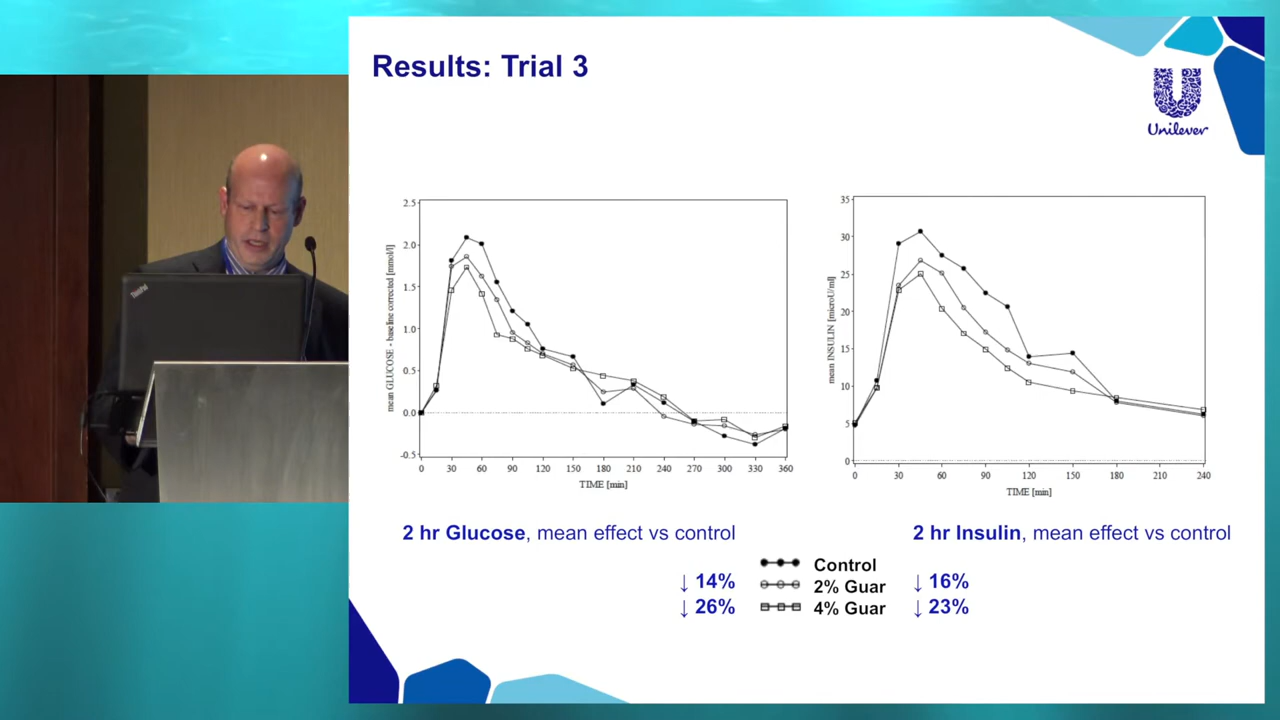 Results: Trial 3
Unilever
ThinkPad
2.5
2.0
1.5
1.0
0.5
0.0
-0.5
mean GLUCOSE - baseline corrected [mmol/l]
0 30 60 90 120 150 180 210 240 270 300 330 360
TIME [min]
35
30
25
20
15
10
5
0
mean INSULIN [microU/ml]
0 30 60 90 120 150 180 210 240
TIME [min]
2 hr Glucose, mean effect vs control
2 hr Insulin, mean effect vs control
Control
↓ 14% 2% Guar ↓ 16%
↓ 26% 4% Guar ↓ 23%